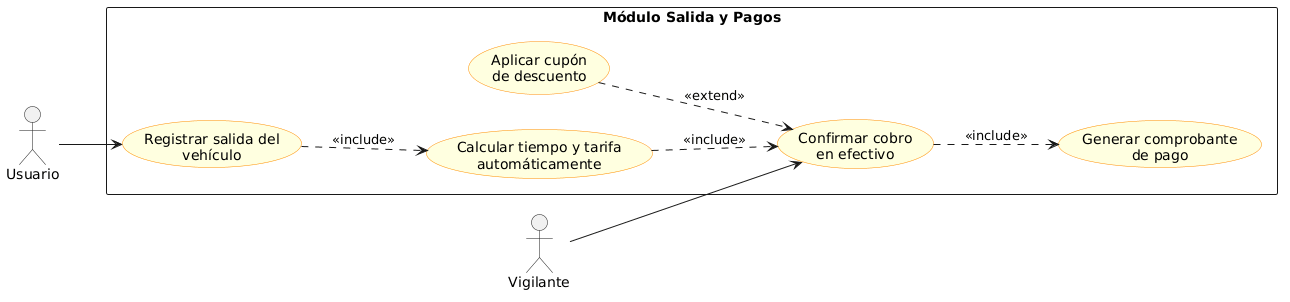 Módulo Salida y Pagos
Aplicar cupón
de descuento
«extend»
Usuario
Registrar salida del
vehículo
«include»
Calcular tiempo y tarifa
automáticamente
«include»
Confirmar cobro
en efectivo
«include»
Generar comprobante
de pago
Vigilante